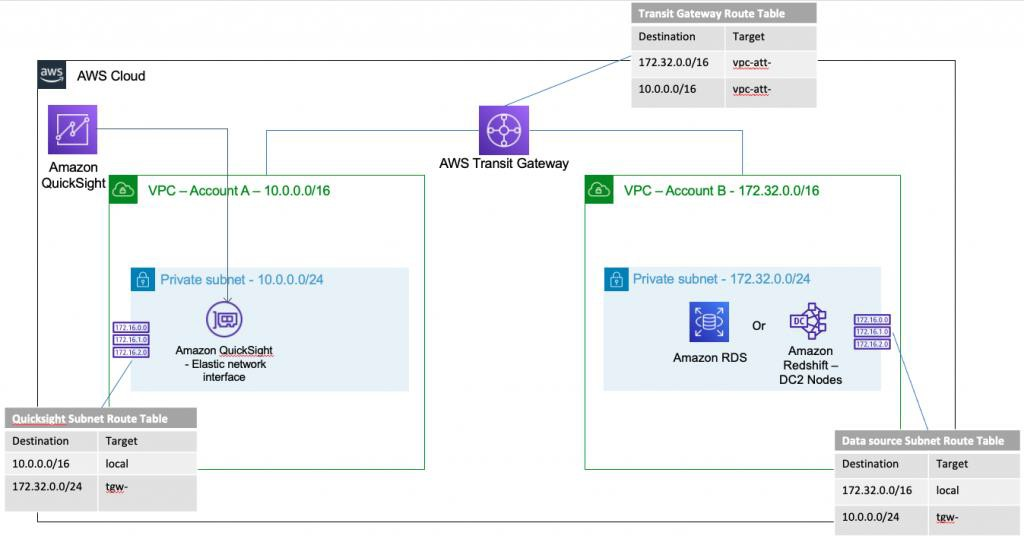 Transit Gateway Route Table
Destination Target
172.32.0.0/16 vpc-att-
10.0.0.0/16 vpc-att-
aws
AWS Cloud
Amazon
QuickSight
AWS Transit Gateway
VPC – Account A – 10.0.0.0/16
VPC – Account B - 172.32.0.0/16
Private subnet - 10.0.0.0/24
Private subnet - 172.32.0.0/24
172.16.0.0
172.16.1.0
172.16.2.0
Amazon QuickSight
- Elastic network
interface
Amazon RDS
Or
DC
Amazon
Redshift –
DC2 Nodes
172.16.0.0
172.16.1.0
172.16.2.0
Quicksight Subnet Route Table
Destination Target
10.0.0.0/16 local
172.32.0.0/24 tgw-
Data source Subnet Route Table
Destination Target
172.32.0.0/16 local
10.0.0.0/24 tgw-